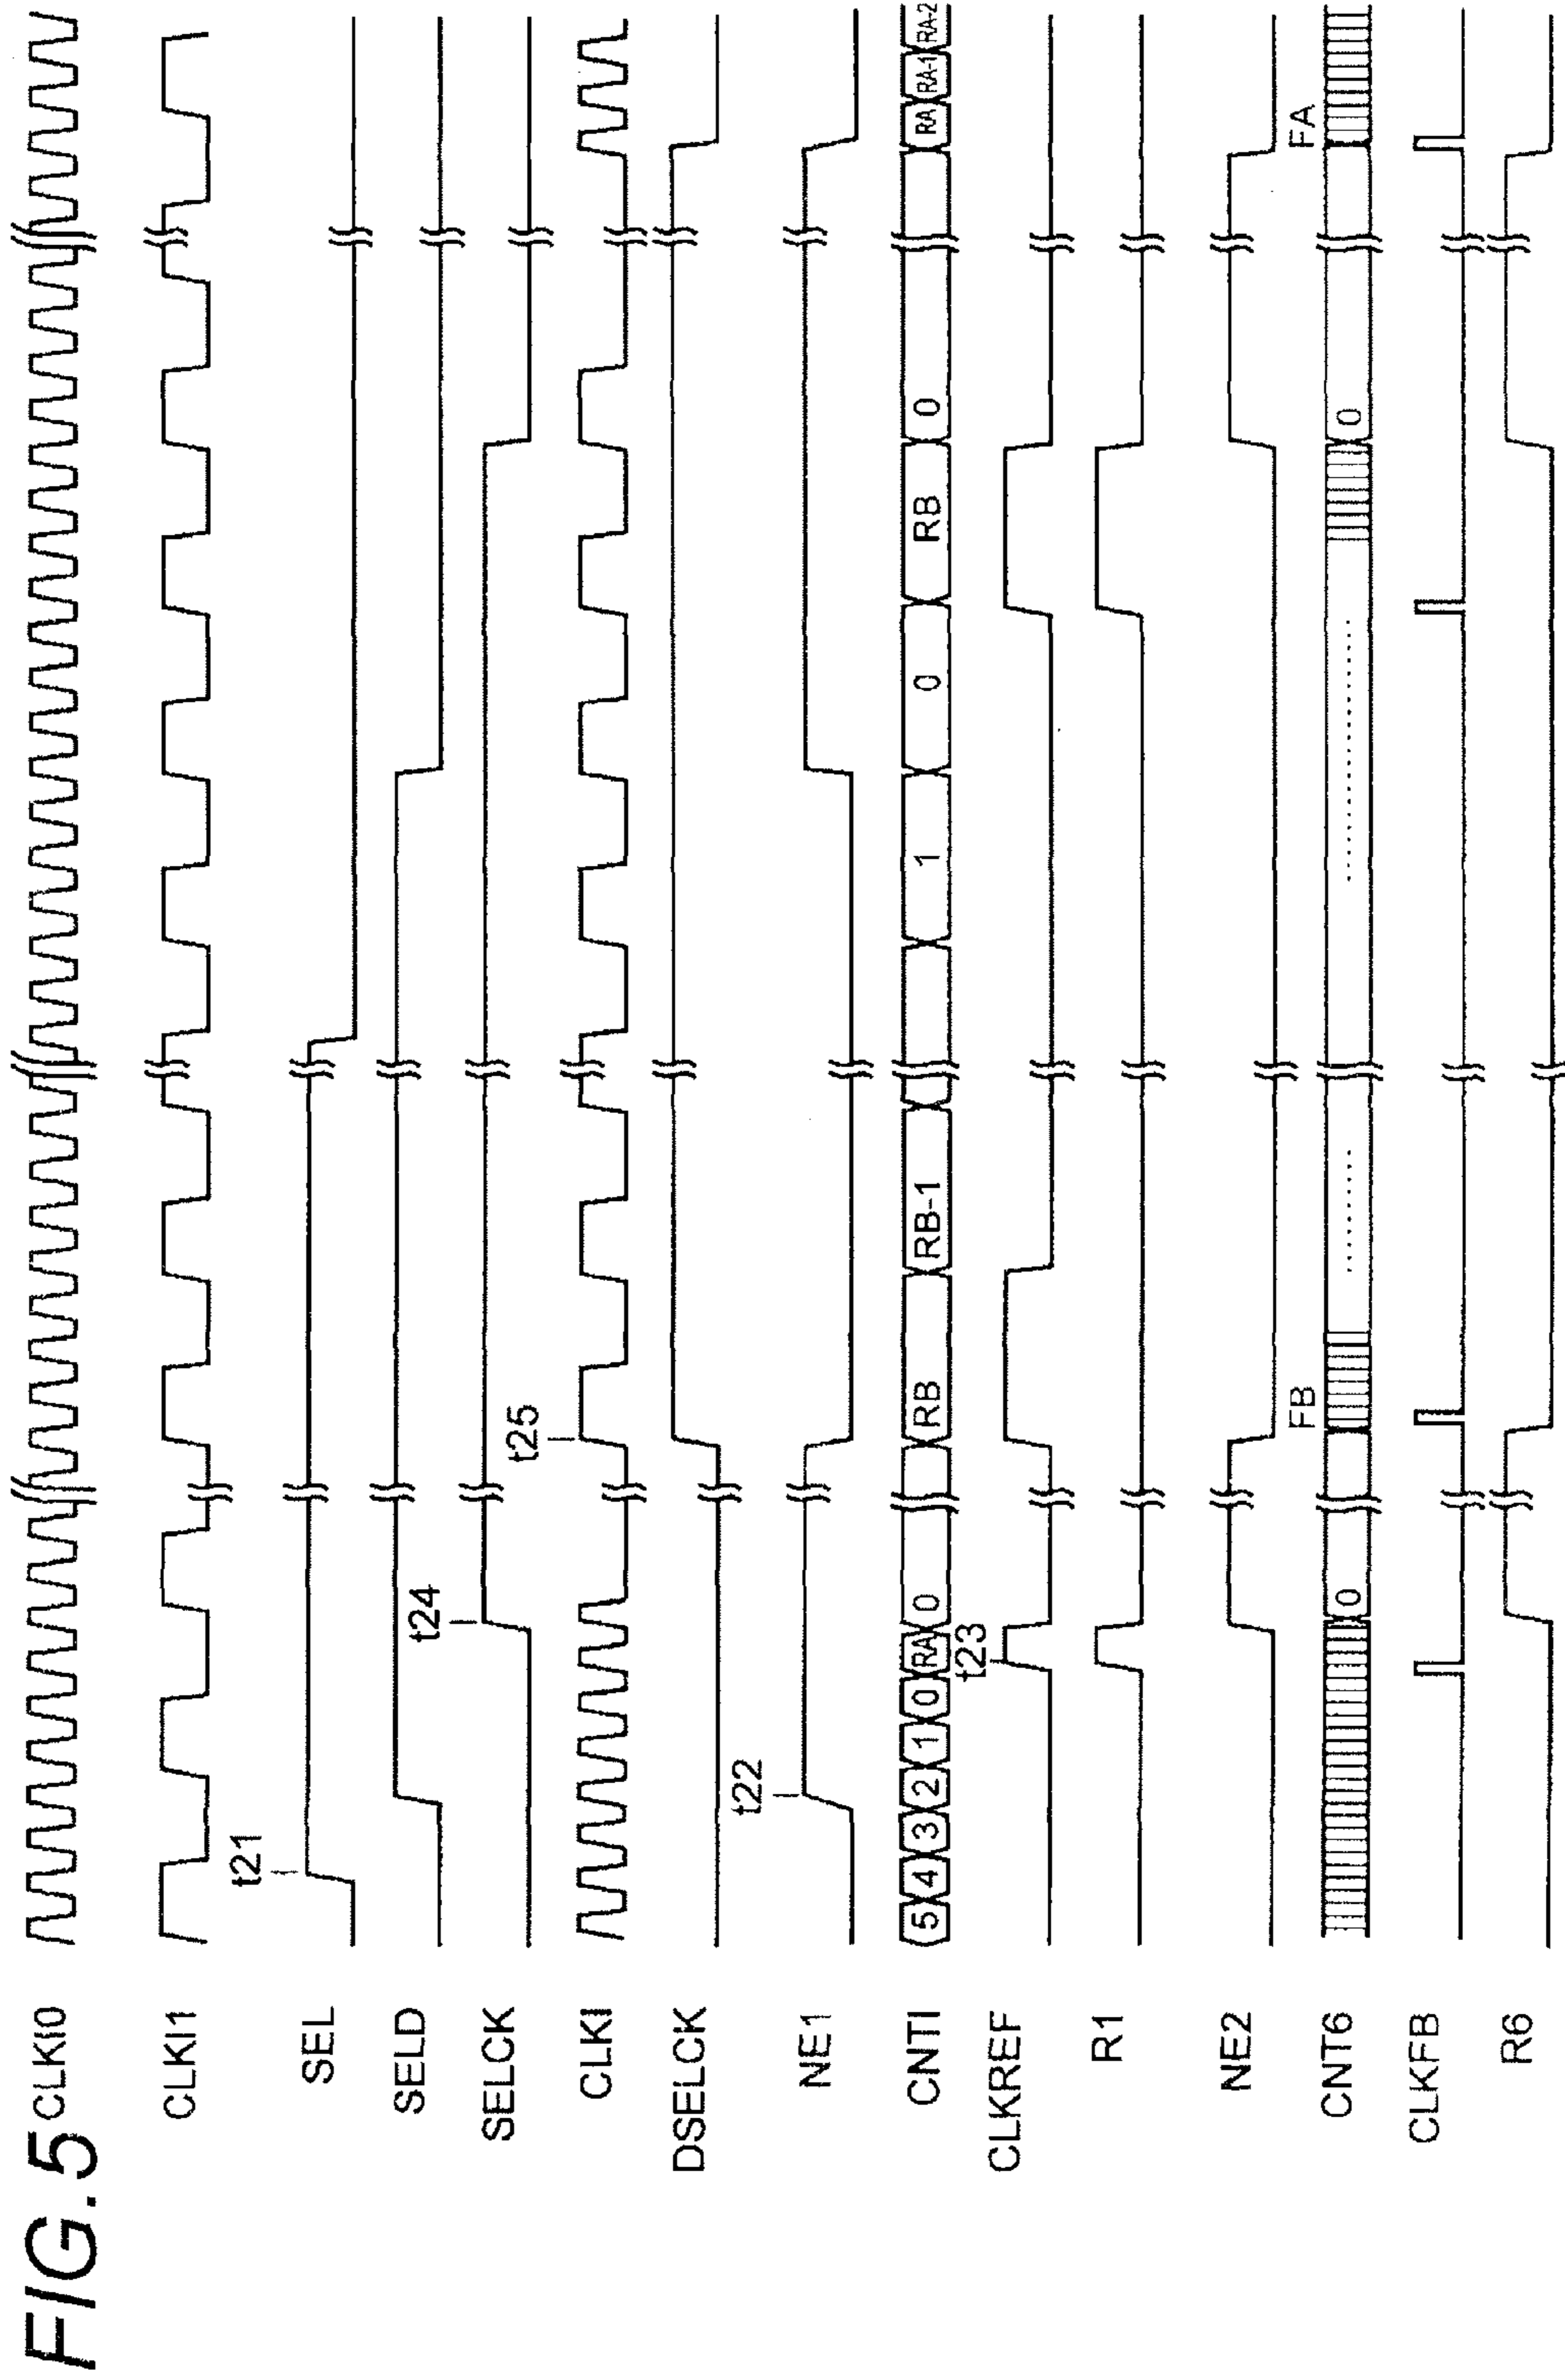 FIG. 5
CLKI0
CLKI1
SEL
t21
SELD
SELCK
t24
CLKI
t25
DSELCK
NE1
t22
CNTI
5 4 3 2 1 0 RA 0 RB RB-1 1 0 RB 0 RA RA-1 RA-2
CLKREF
t23
R1
NE2
CNT6
0 FB 0 FA
CLKFB
R6